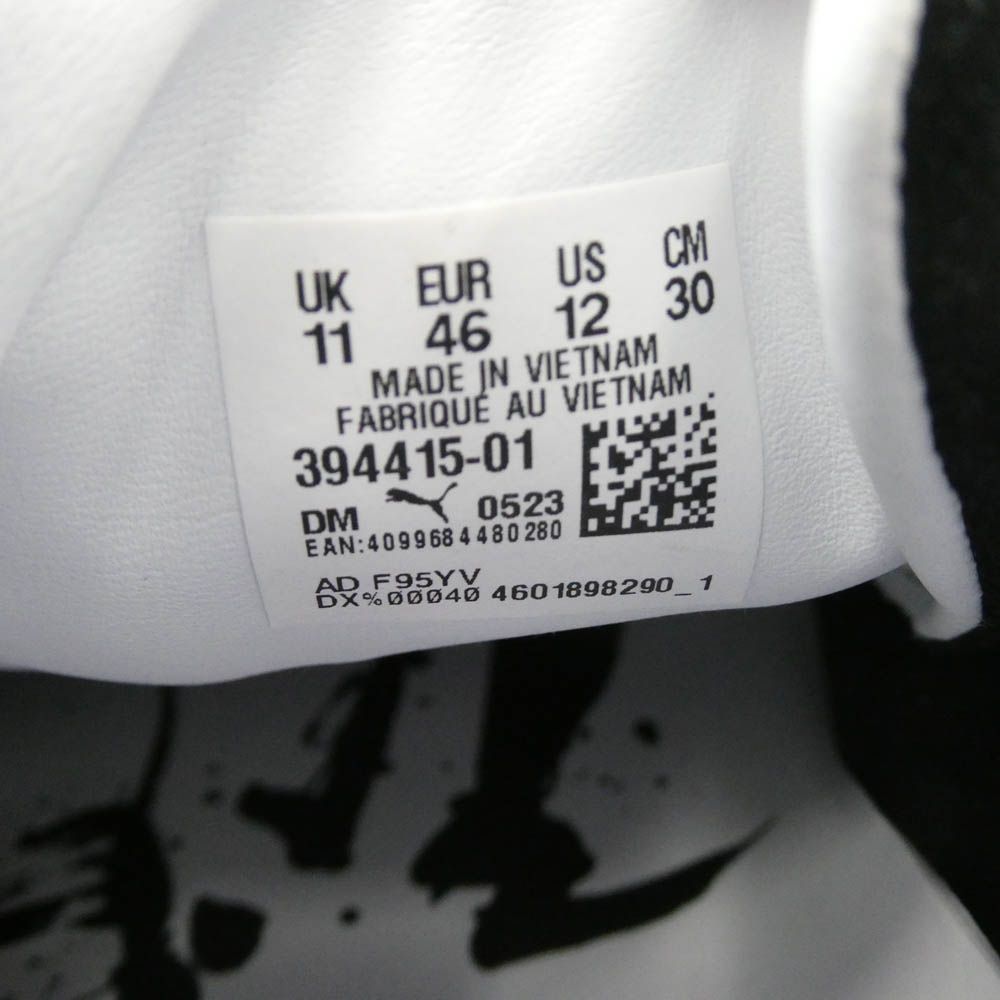 UK EUR US CM
11 46 12 30
MADE IN VIETNAM
FABRIQUÉ AU VIETNAM
394415-01
DM 0523
EAN:4099684480280
AD F95YV
DX%00040 4601898290_1